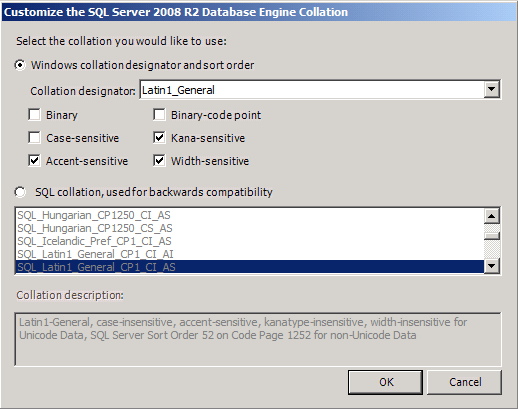 Customize the SQL Server 2008 R2 Database Engine Collation
Select the collation you would like to use:
Windows collation designator and sort order
Collation designator: Latin1_General
Binary Binary-code point
Case-sensitive Kana-sensitive
Accent-sensitive Width-sensitive
SQL collation, used for backwards compatibility
SQL_Hungarian_CP1250_CI_AS
SQL_Hungarian_CP1250_CS_AS
SQL_Icelandic_Pref_CP1_CI_AS
SQL_Latin1_General_CP1_CI_AI
SQL_Latin1_General_CP1_CI_AS
Collation description:
Latin1-General, case-insensitive, accent-sensitive, kanatype-insensitive, width-insensitive for
Unicode Data, SQL Server Sort Order 52 on Code Page 1252 for non-Unicode Data
OK Cancel